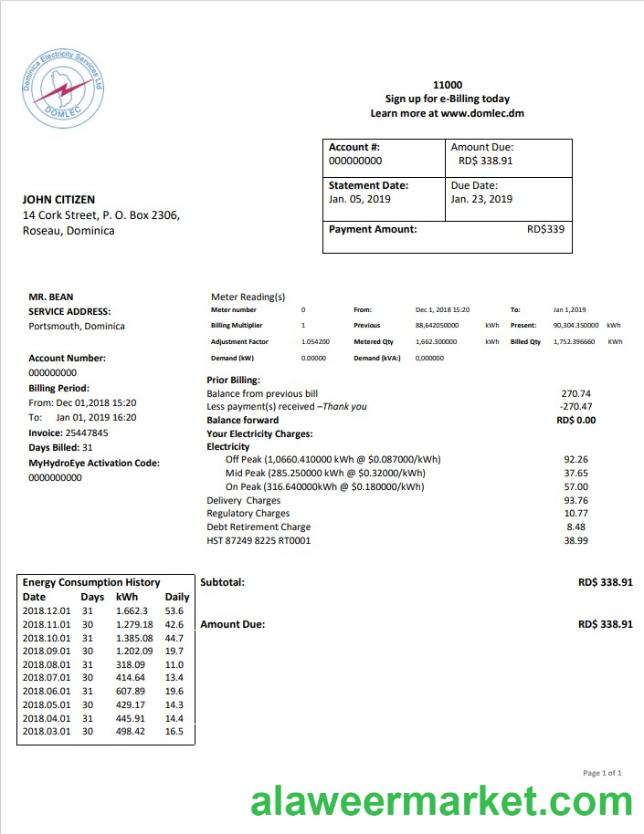 Dominica Electricity Services Ltd
DOMLEC
11000
Sign up for e-Billing today
Learn more at www.domlec.dm
Account #: Amount Due:
000000000 RD$ 338.91
Statement Date: Due Date:
Jan. 05, 2019 Jan. 23, 2019
Payment Amount: RD$339
JOHN CITIZEN
14 Cork Street, P. O. Box 2306,
Roseau, Dominica
MR. BEAN
SERVICE ADDRESS:
Portsmouth, Dominica
Account Number:
000000000
Billing Period:
From: Dec 01,2018 15:20
To: Jan 01, 2019 16:20
Invoice: 25447845
Days Billed: 31
MyHydroEye Activation Code:
0000000000
Meter Reading(s)
Meter number 0 From: Dec 1, 2018 15:20 To: Jan 1,2019
Billing Multiplier 1 Previous 88,642050000 kWh Present: 90,304.350000 kWh
Adjustment Factor 1.054200 Metered Qty 1,662.300000 kWh Billed Qty 1,752.396660 KWh
Demand (kW) 0.00000 Demand (kVA:) 0,000000
Prior Billing:
Balance from previous bill 270.74
Less payment(s) received –Thank you -270.47
Balance forward RD$ 0.00
Your Electricity Charges:
Electricity
Off Peak (1,0660.410000 kWh @ $0.087000/kWh) 92.26
Mid Peak (285.250000 kWh @ $0.32000/kWh) 37.65
On Peak (316.640000kWh @ $0.180000/kWh) 57.00
Delivery Charges 93.76
Regulatory Charges 10.77
Debt Retirement Charge 8.48
HST 87249 8225 RT0001 38.99
Energy Consumption History
Date Days kWh Daily
2018.12.01 31 1.662.3 53.6
2018.11.01 30 1.279.18 42.6
2018.10.01 31 1.385.08 44.7
2018.09.01 30 1.202.09 19.7
2018.08.01 31 318.09 11.0
2018.07.01 30 414.64 13.4
2018.06.01 31 607.89 19.6
2018.05.01 30 429.17 14.3
2018.04.01 31 445.91 14.4
2018.03.01 30 498.42 16.5
Subtotal: RD$ 338.91
Amount Due: RD$ 338.91
Page 1 of 1
alaweermarket.com